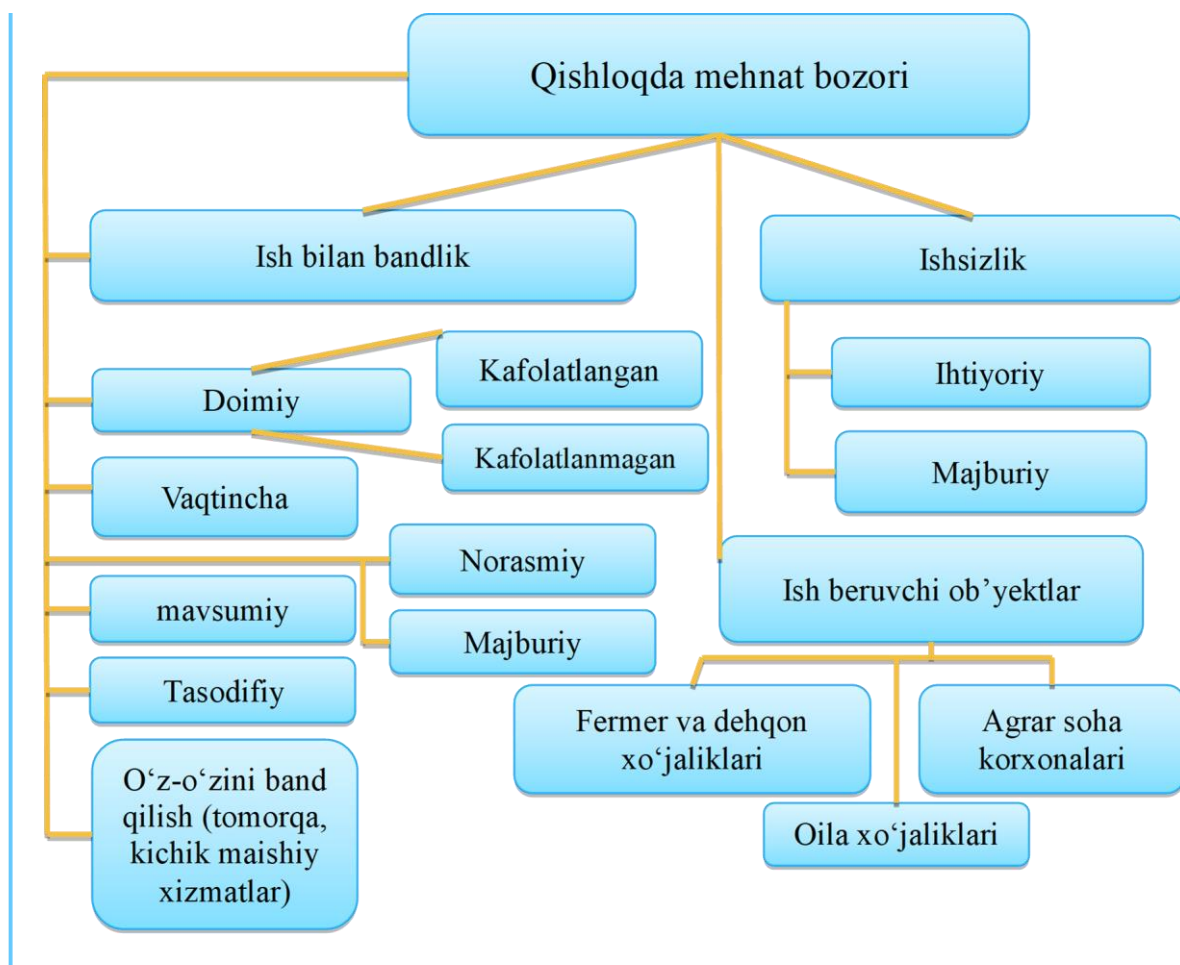 Qishloqda mehnat bozori
Ish bilan bandlik
Ishsizlik
Kafolatlangan
Ihtiyoriy
Doimiy
Kafolatlanmagan
Majburiy
Vaqtincha
Norasmiy
Ish beruvchi ob’yektlar
mavsumiy
Majburiy
Tasodifiy
Fermer va dehqon
xo‘jaliklari
Agrar soha
korxonalari
O‘z-o‘zini band
qilish (tomorqa,
kichik maishiy
xizmatlar)
Oila xo‘jaliklari